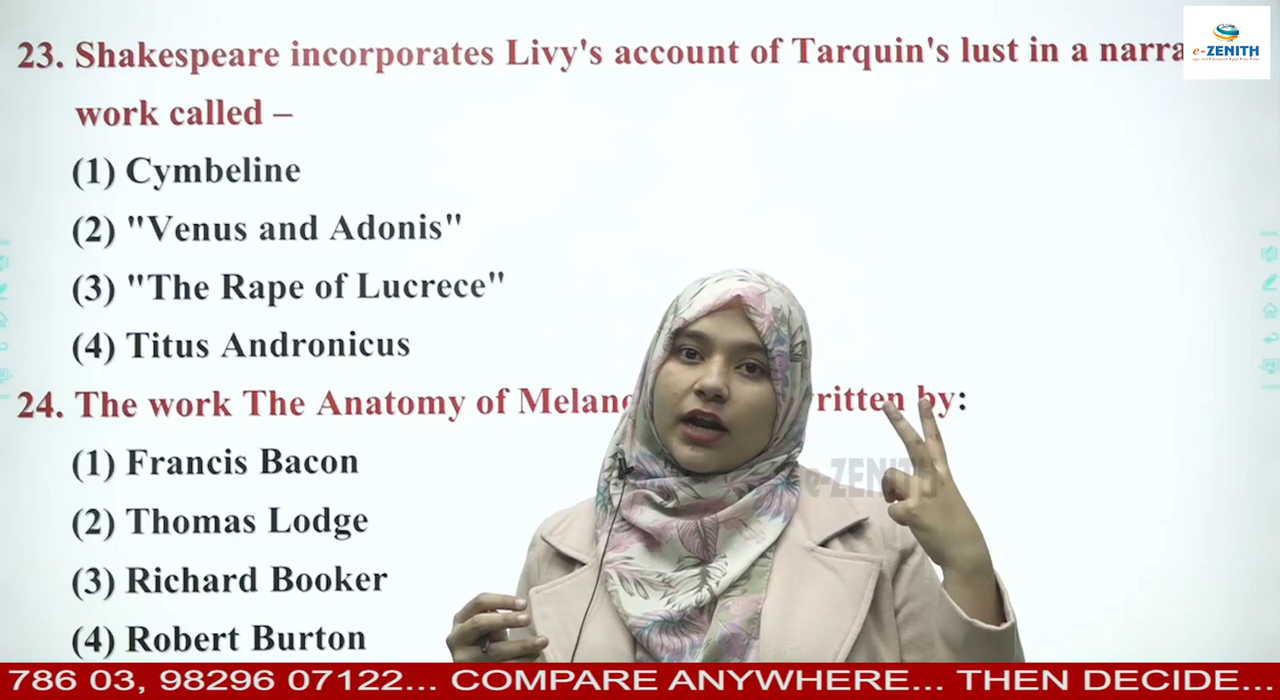 23. Shakespeare incorporates Livy's account of Tarquin's lust in a narra
work called –
(1) Cymbeline
(2) "Venus and Adonis"
(3) "The Rape of Lucrece"
(4) Titus Andronicus
24. The work The Anatomy of Melanc ritten by:
(1) Francis Bacon
(2) Thomas Lodge
(3) Richard Booker
(4) Robert Burton
e-ZENITH
e-ZENITH
786 03, 98296 07122... COMPARE ANYWHERE... THEN DECIDE...